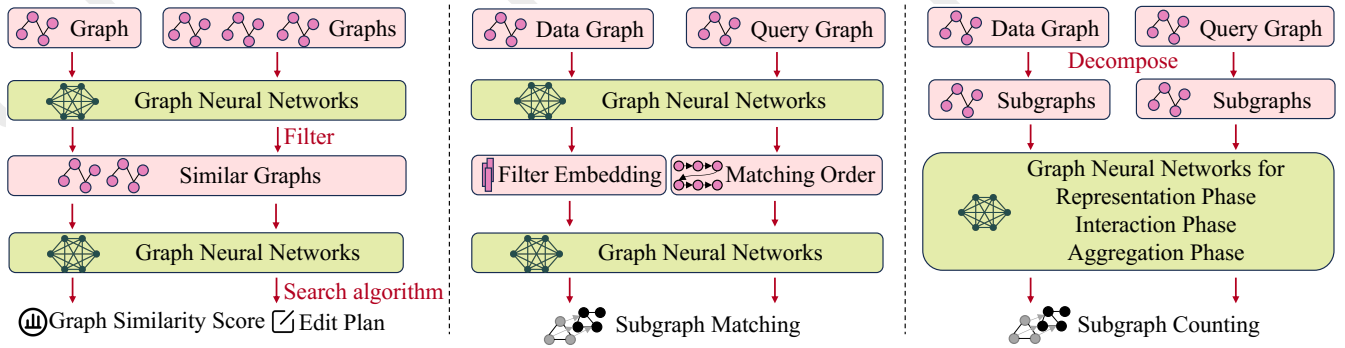 Graph
Graphs
Graph Neural Networks
Filter
Similar Graphs
Graph Neural Networks
Search algorithm
Graph Similarity Score
Edit Plan
Data Graph
Query Graph
Graph Neural Networks
Filter Embedding
Matching Order
Graph Neural Networks
Subgraph Matching
Data Graph
Query Graph
Decompose
Subgraphs
Subgraphs
Graph Neural Networks for
Representation Phase
Interaction Phase
Aggregation Phase
Subgraph Counting